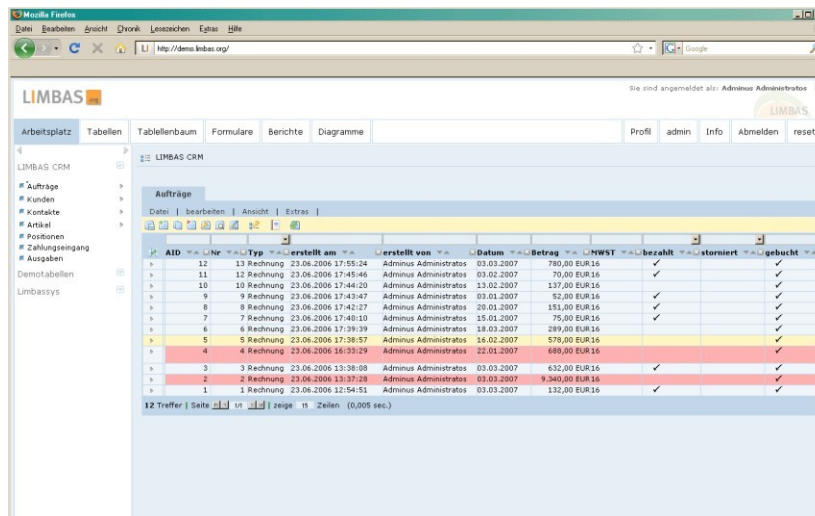 Mozilla Firefox
Datei Bearbeiten Ansicht Chronik Lesezeichen Extras Hilfe
http://demo.limbas.org/ Google
Sie sind angemeldet als: Adminus Administratos
LIMBAS
LIMBAS
Arbeitsplatz Tabellen Tablellenbaum Formulare Berichte Diagramme Profil admin Info Abmelden reset
LIMBAS CRM
LIMBAS CRM
Aufträge
Kunden
Kontakte
Artikel
Positionen
Zahlungseingang
Ausgaben
Demotabellen
Limbassys
Aufträge
Datei | bearbeiten | Ansicht | Extras |
AID Nr Typ erstellt am erstellt von Datum Betrag MWST bezahlt storniert gebucht
12 13 Rechnung 23.06.2006 17:55:24 Adminus Administratos 03.03.2007 780,00 EUR 16 ✓ ✓
11 12 Rechnung 23.06.2006 17:45:46 Adminus Administratos 03.02.2007 70,00 EUR 16 ✓ ✓
10 10 Rechnung 23.06.2006 17:44:20 Adminus Administratos 13.02.2007 137,00 EUR 16 ✓
9 9 Rechnung 23.06.2006 17:43:47 Adminus Administratos 03.01.2007 52,00 EUR 16 ✓ ✓
8 8 Rechnung 23.06.2006 17:42:27 Adminus Administratos 20.01.2007 151,00 EUR 16 ✓ ✓
7 7 Rechnung 23.06.2006 17:40:10 Adminus Administratos 15.01.2007 75,00 EUR 16 ✓ ✓
6 6 Rechnung 23.06.2006 17:39:39 Adminus Administratos 18.03.2007 289,00 EUR 16 ✓
5 5 Rechnung 23.06.2006 17:38:57 Adminus Administratos 16.02.2007 578,00 EUR 16 ✓
4 4 Rechnung 23.06.2006 16:33:29 Adminus Administratos 22.01.2007 680,00 EUR 16 ✓
3 3 Rechnung 23.06.2006 13:38:08 Adminus Administratos 03.03.2007 632,00 EUR 16 ✓ ✓
2 2 Rechnung 23.06.2006 13:37:28 Adminus Administratos 03.03.2007 9.340,00 EUR 16 ✓
1 1 Rechnung 23.06.2006 12:54:51 Adminus Administratos 03.03.2007 132,00 EUR 16 ✓ ✓
12 Treffer | Seite 1/1 | zeige 15 Zeilen (0,005 sec.)